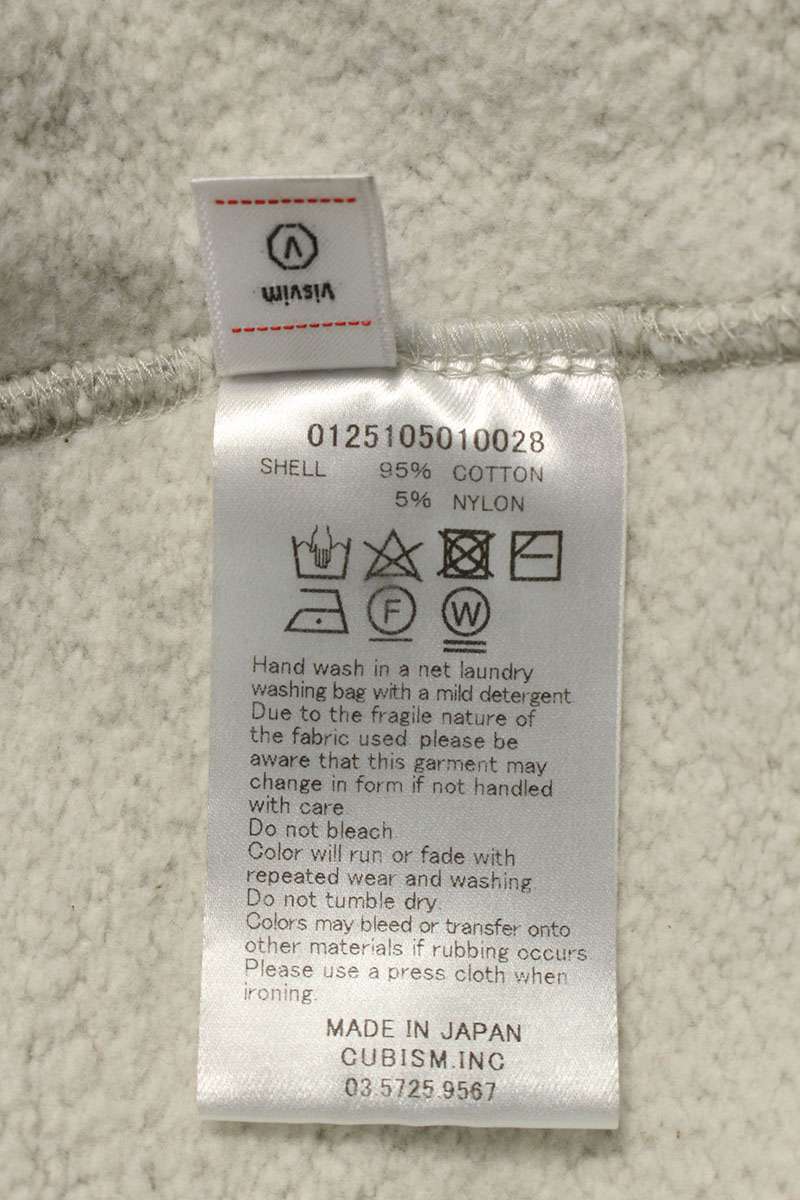 V
visvim
0125105010028
SHELL 95% COTTON
5% NYLON
F W
Hand wash in a net laundry
washing bag with a mild detergent
Due to the fragile nature of
the fabric used please be
aware that this garment may
change in form if not handled
with care
Do not bleach
Color will run or fade with
repeated wear and washing
Do not tumble dry.
Colors may bleed or transfer onto
other materials if rubbing occurs
Please use a press cloth when
ironing.
MADE IN JAPAN
CUBISM.INC
03 5725 9567